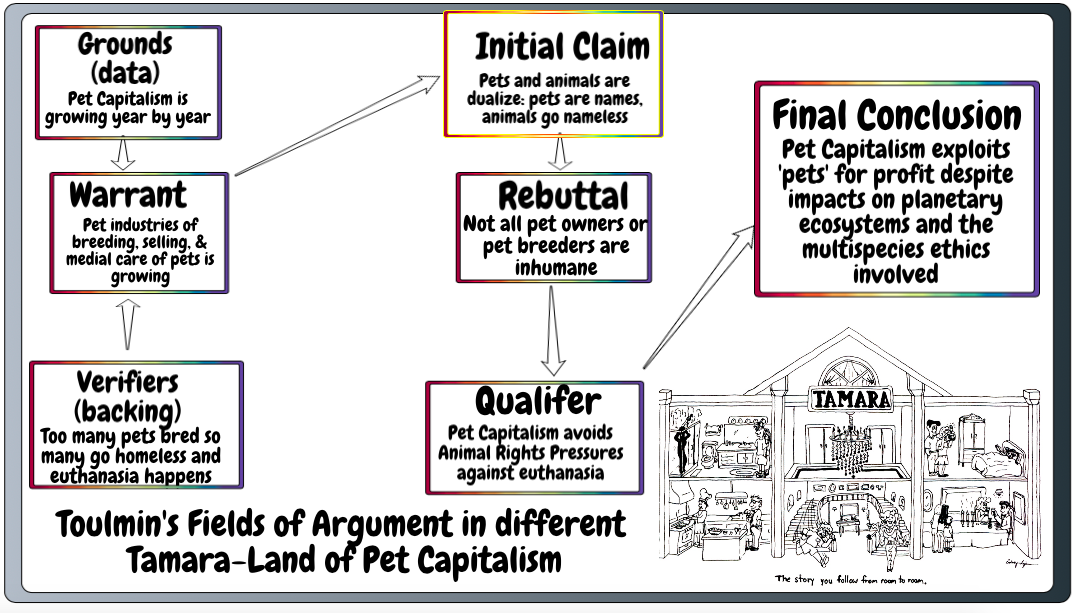 Grounds
(data)
Pet Capitalism is
growing year by year
Warrant
Pet industries of
breeding, selling, &
medial care of pets is
growing
Verifiers
(backing)
Too many pets bred so
many go homeless and
euthanasia happens
Initial Claim
Pets and animals are
dualize: pets are names,
animals go nameless
Rebuttal
Not all pet owners or
pet breeders are
inhumane
Qualifer
Pet Capitalism avoids
Animal Rights Pressures
against euthanasia
Final Conclusion
Pet Capitalism exploits
'pets' for profit despite
impacts on planetary
ecosystems and the
multispecies ethics
involved
TAMARA
The story you follow from room to room.
Toulmin's Fields of Argument in different
Tamara-Land of Pet Capitalism